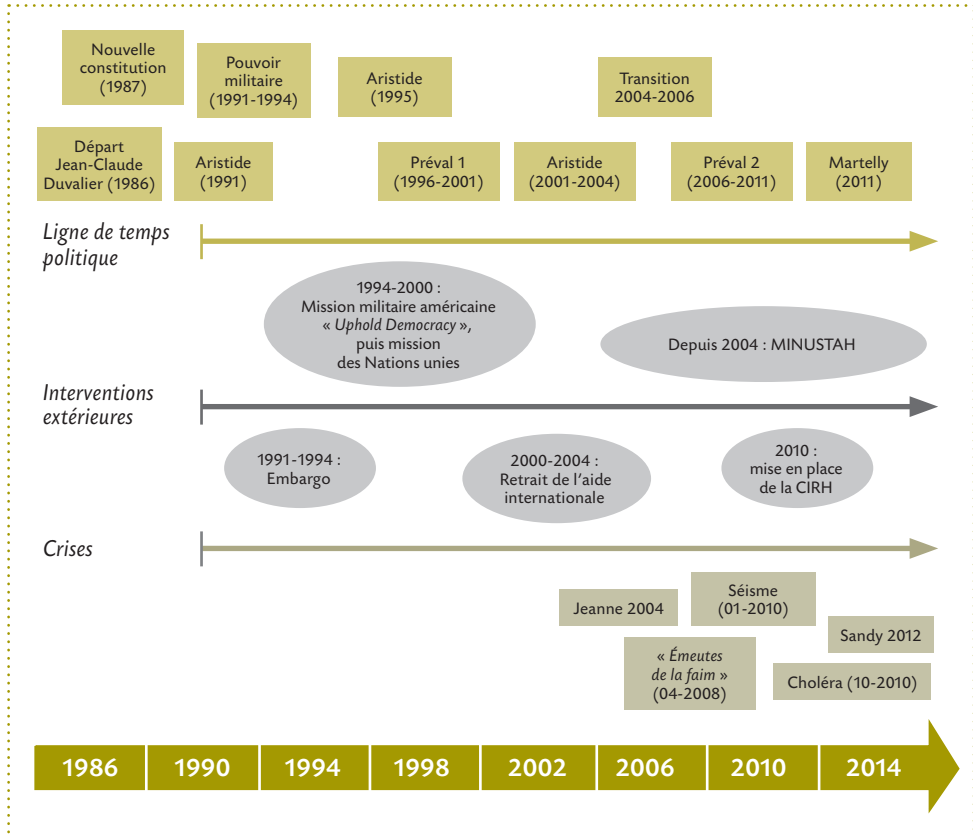 Nouvelle
constitution
(1987)
Pouvoir
militaire
(1991-1994)
Aristide
(1995)
Transition
2004-2006
Départ
Jean-Claude
Duvalier (1986)
Aristide
(1991)
Préval 1
(1996-2001)
Aristide
(2001-2004)
Préval 2
(2006-2011)
Martelly
(2011)
Ligne de temps
politique
1994-2000 :
Mission militaire américaine
« Uphold Democracy »,
puis mission
des Nations unies
Depuis 2004 : MINUSTAH
Interventions
extérieures
1991-1994 :
Embargo
2000-2004 :
Retrait de l’aide
internationale
2010 :
mise en place
de la CIRH
Crises
Jeanne 2004
Séisme
(01-2010)
Sandy 2012
« Émeutes
de la faim »
(04-2008)
Choléra (10-2010)
1986 1990 1994 1998 2002 2006 2010 2014